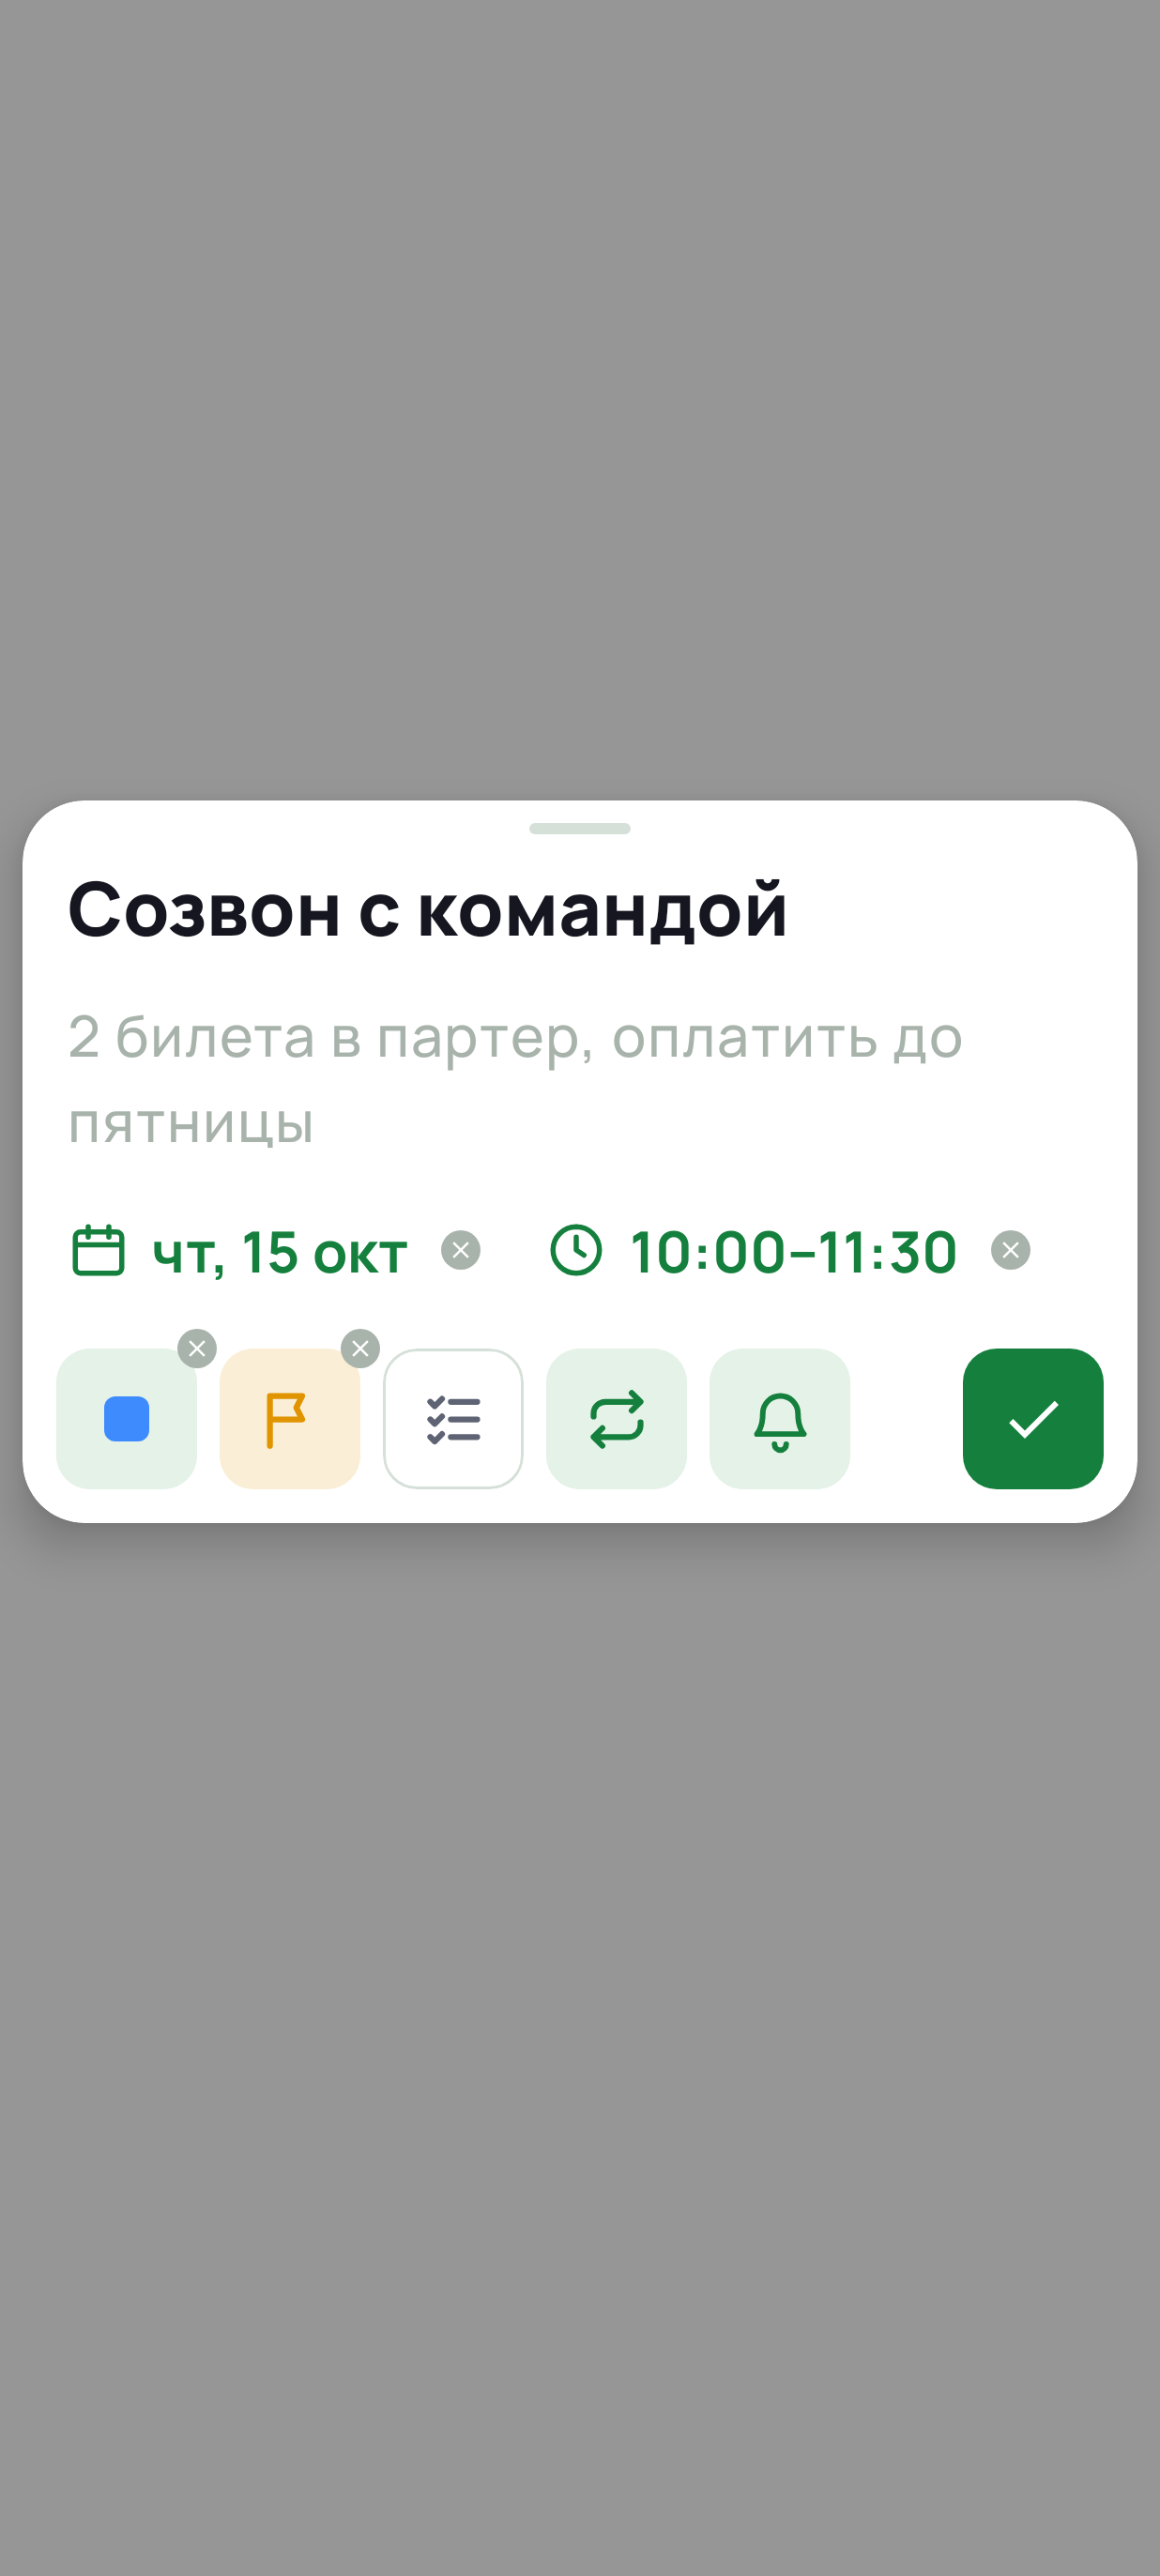 Созвон с командой
2 билета в партер, оплатить до
пятницы
чт, 15 окт 10:00–11:30